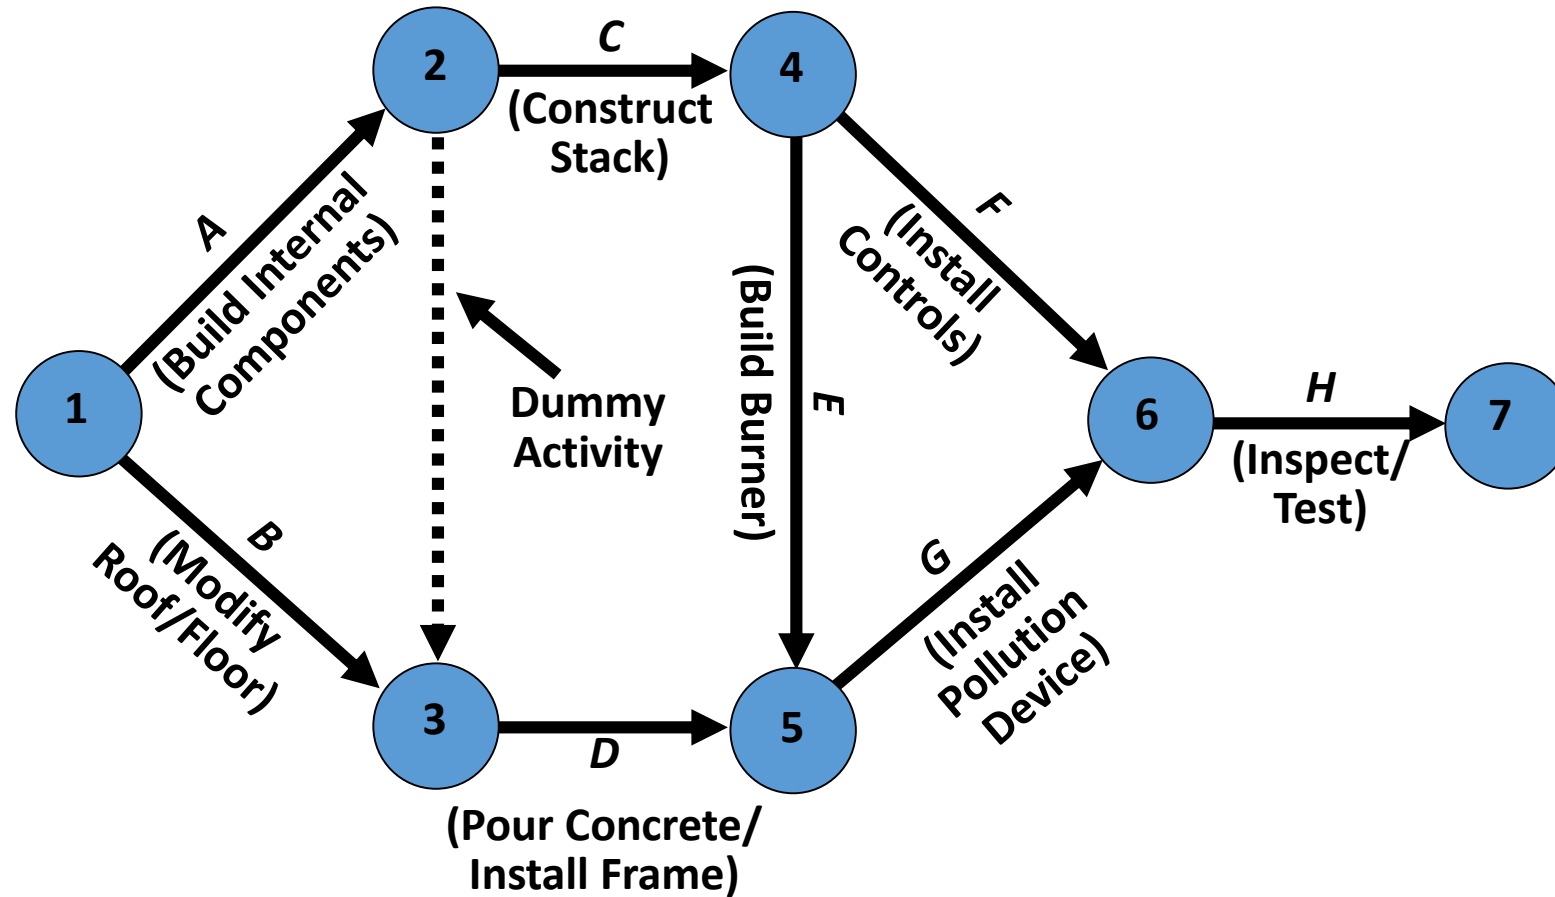 2
C
4
(Construct
Stack)
A
(Build Internal
Components)
F
(Install
Controls)
(Build Burner)
E
Dummy
Activity
1
6
H
7
(Inspect/
Test)
B
(Modify
Roof/Floor)
G
(Install
Pollution
Device)
3
D
5
(Pour Concrete/
Install Frame)